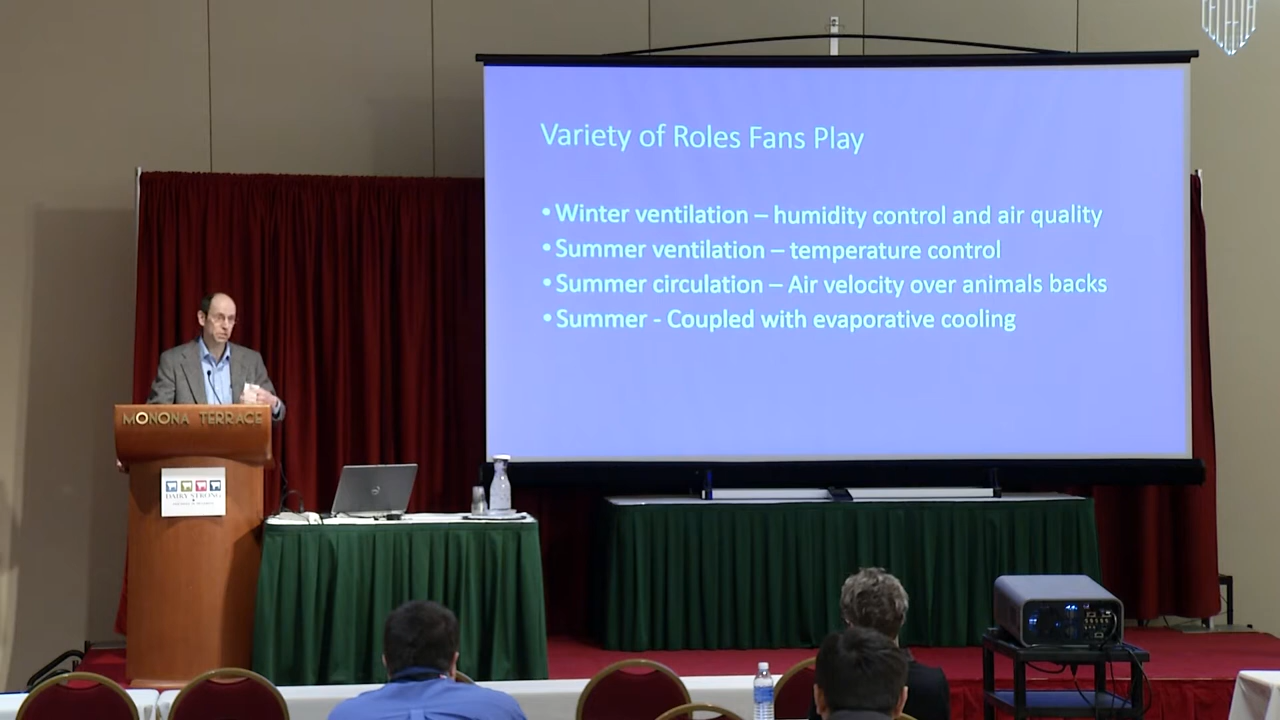 Variety of Roles Fans Play
• Winter ventilation – humidity control and air quality
• Summer ventilation – temperature control
• Summer circulation – Air velocity over animals backs
• Summer - Coupled with evaporative cooling
MONONA TERRACE
DAIRY STRONG